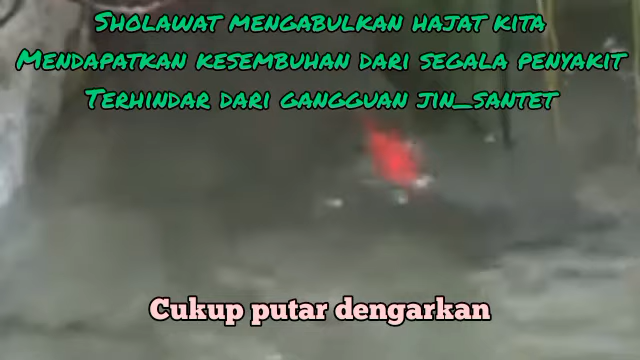 Sholawat mengabulkan hajat kita
Mendapatkan kesembuhan dari segala penyakit
Terhindar dari gangguan jin_santet
Cukup putar dengarkan